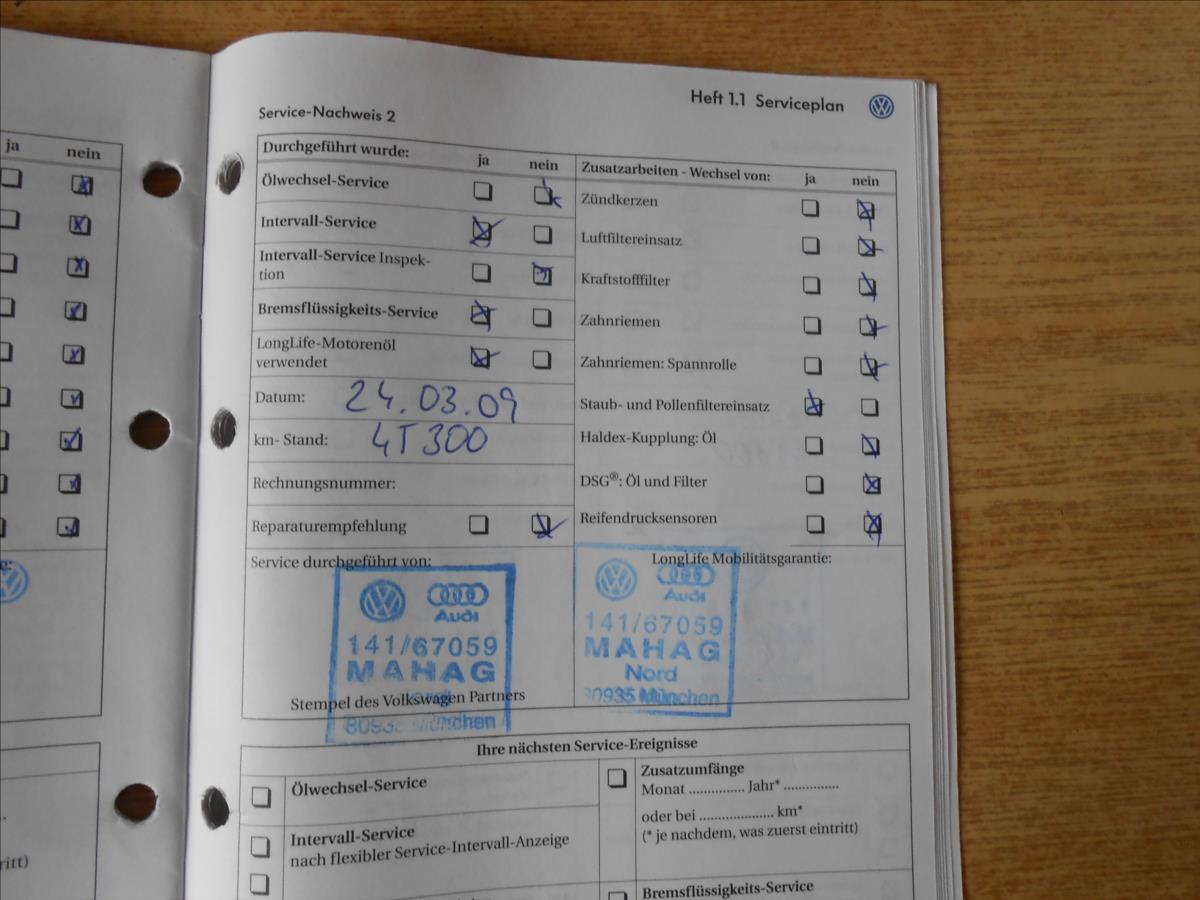 ja nein
e:
ritt)
Heft 1.1 Serviceplan
Service-Nachweis 2
Durchgeführt wurde: ja nein
Ölwechsel-Service
Intervall-Service
Intervall-Service Inspek-
tion
Bremsflüssigkeits-Service
LongLife-Motorenöl
verwendet
Datum: 24.03.09
km- Stand: 4T300
Rechnungsnummer:
Reparaturempfehlung
Service durchgeführt von:
Audi
141/67059
MAHAG
Nord
Stempel des Volkswagen Partners
80935 München
Zusatzarbeiten - Wechsel von: ja nein
Zündkerzen
Luftfiltereinsatz
Kraftstofffilter
Zahnriemen
Zahnriemen: Spannrolle
Staub- und Pollenfiltereinsatz
Haldex-Kupplung: Öl
DSG®: Öl und Filter
Reifendrucksensoren
LongLife Mobilitätsgarantie:
Audi
141/67059
MAHAG
Nord
80935 München
Ihre nächsten Service-Ereignisse
Ölwechsel-Service
Intervall-Service
nach flexibler Service-Intervall-Anzeige
Zusatzumfänge
Monat ............... Jahr* ...............
oder bei .................... km*
(* je nachdem, was zuerst eintritt)
Bremsflüssigkeits-Service